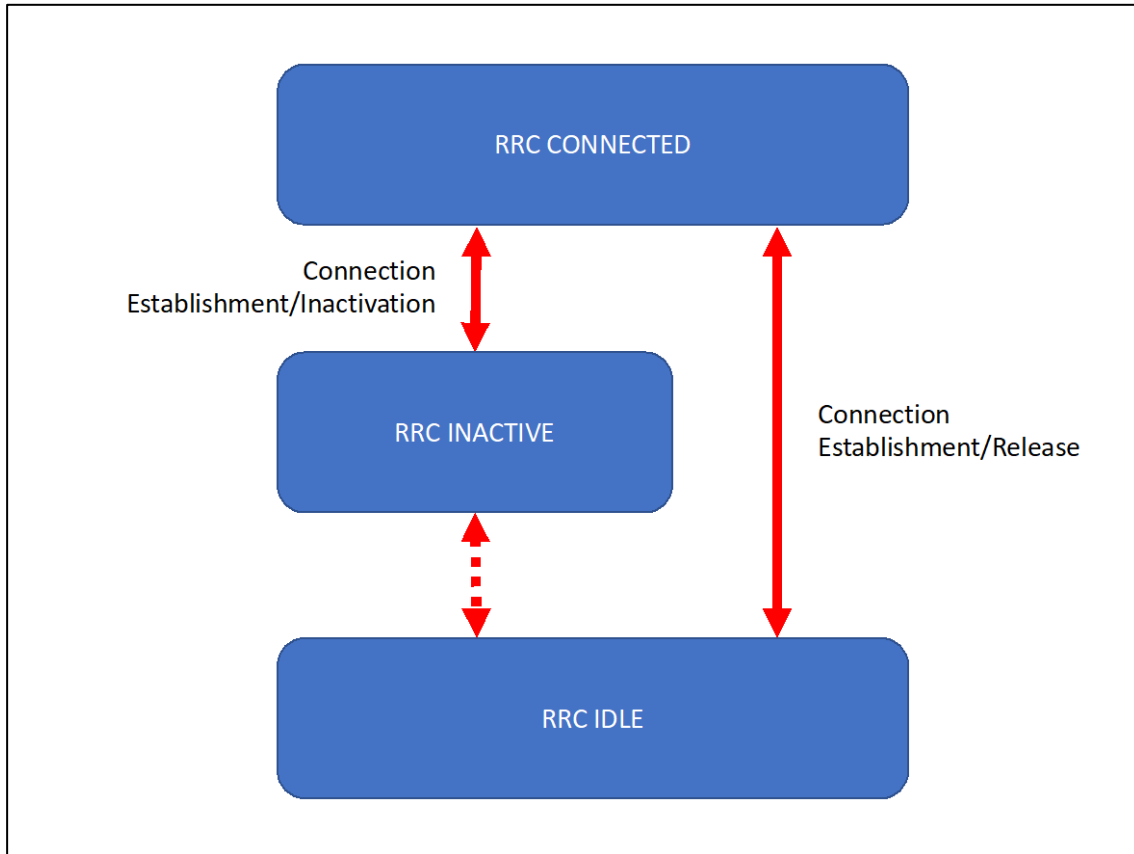 RRC CONNECTED
Connection
Establishment/Inactivation
RRC INACTIVE
Connection
Establishment/Release
RRC IDLE